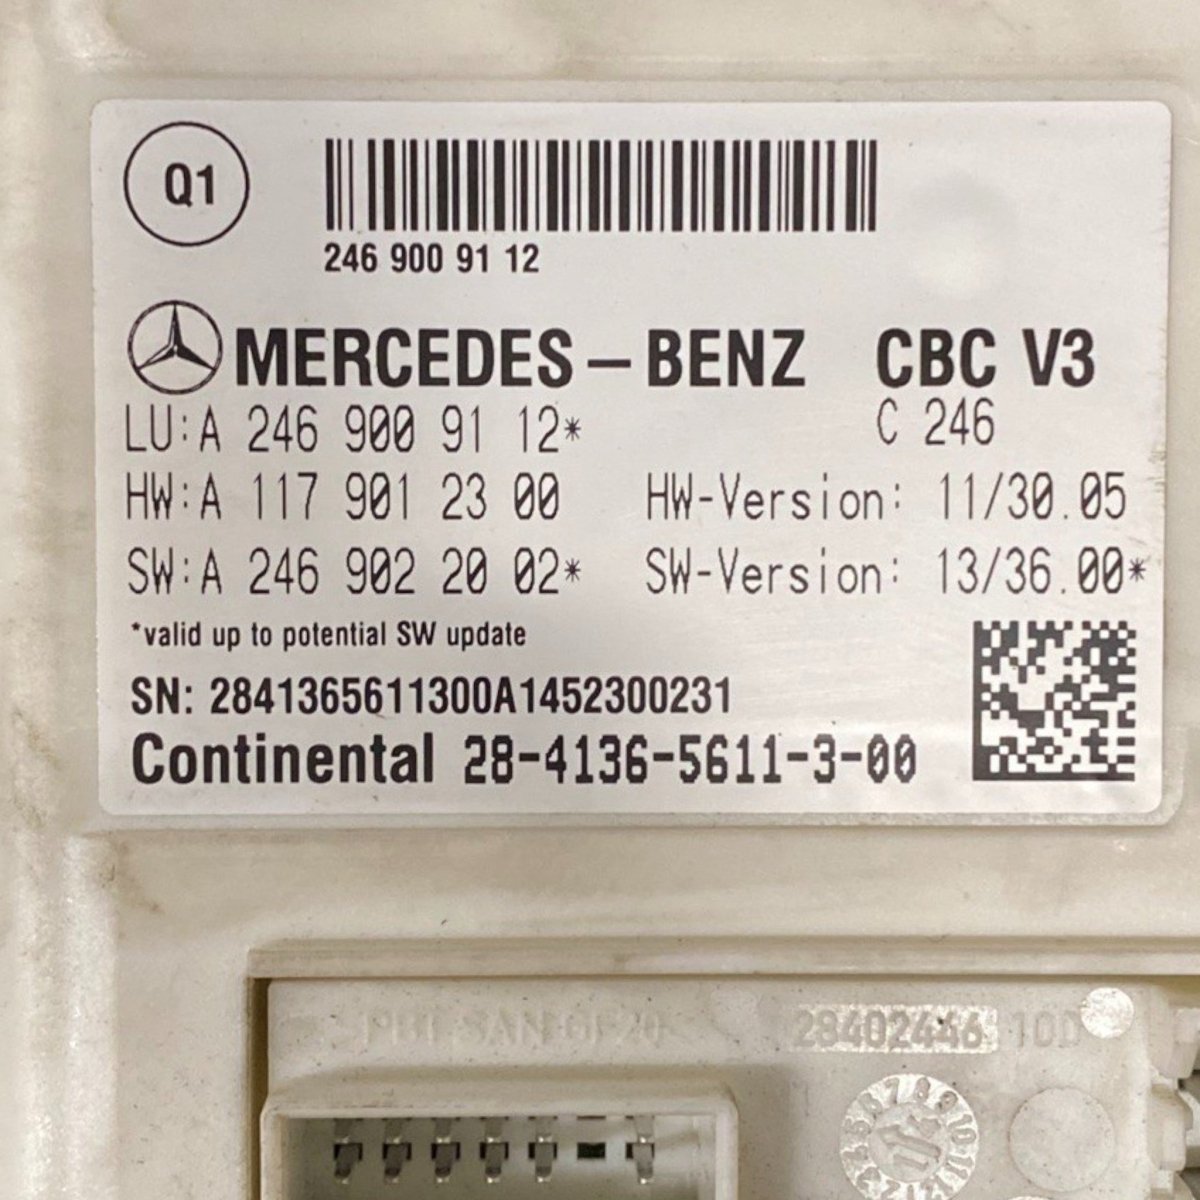 Q1
246 900 91 12
MERCEDES-BENZ CBC V3
LU:A 246 900 91 12* C 246
HW:A 117 901 23 00 HW-Version: 11/30.05
SW:A 246 902 20 02* SW-Version: 13/36.00*
*valid up to potential SW update
SN: 2841365611300A1452300231
Continental 28-4136-5611-3-00
28402446 10D